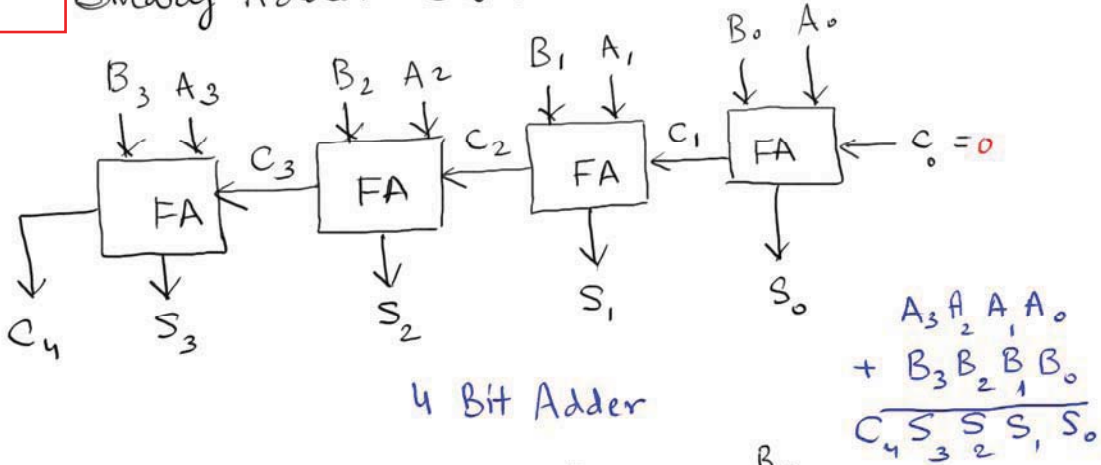 Binary Adder
B₀ A₀
B₃ A₃ B₂ A₂ B₁ A₁
FA C₃ FA C₂ FA C₁ FA C₀ = 0
C₄ S₃ S₂ S₁ S₀
A₃ A₂ A₁ A₀
+ B₃ B₂ B₁ B₀
C₄ S₃ S₂ S₁ S₀
4 Bit Adder
B